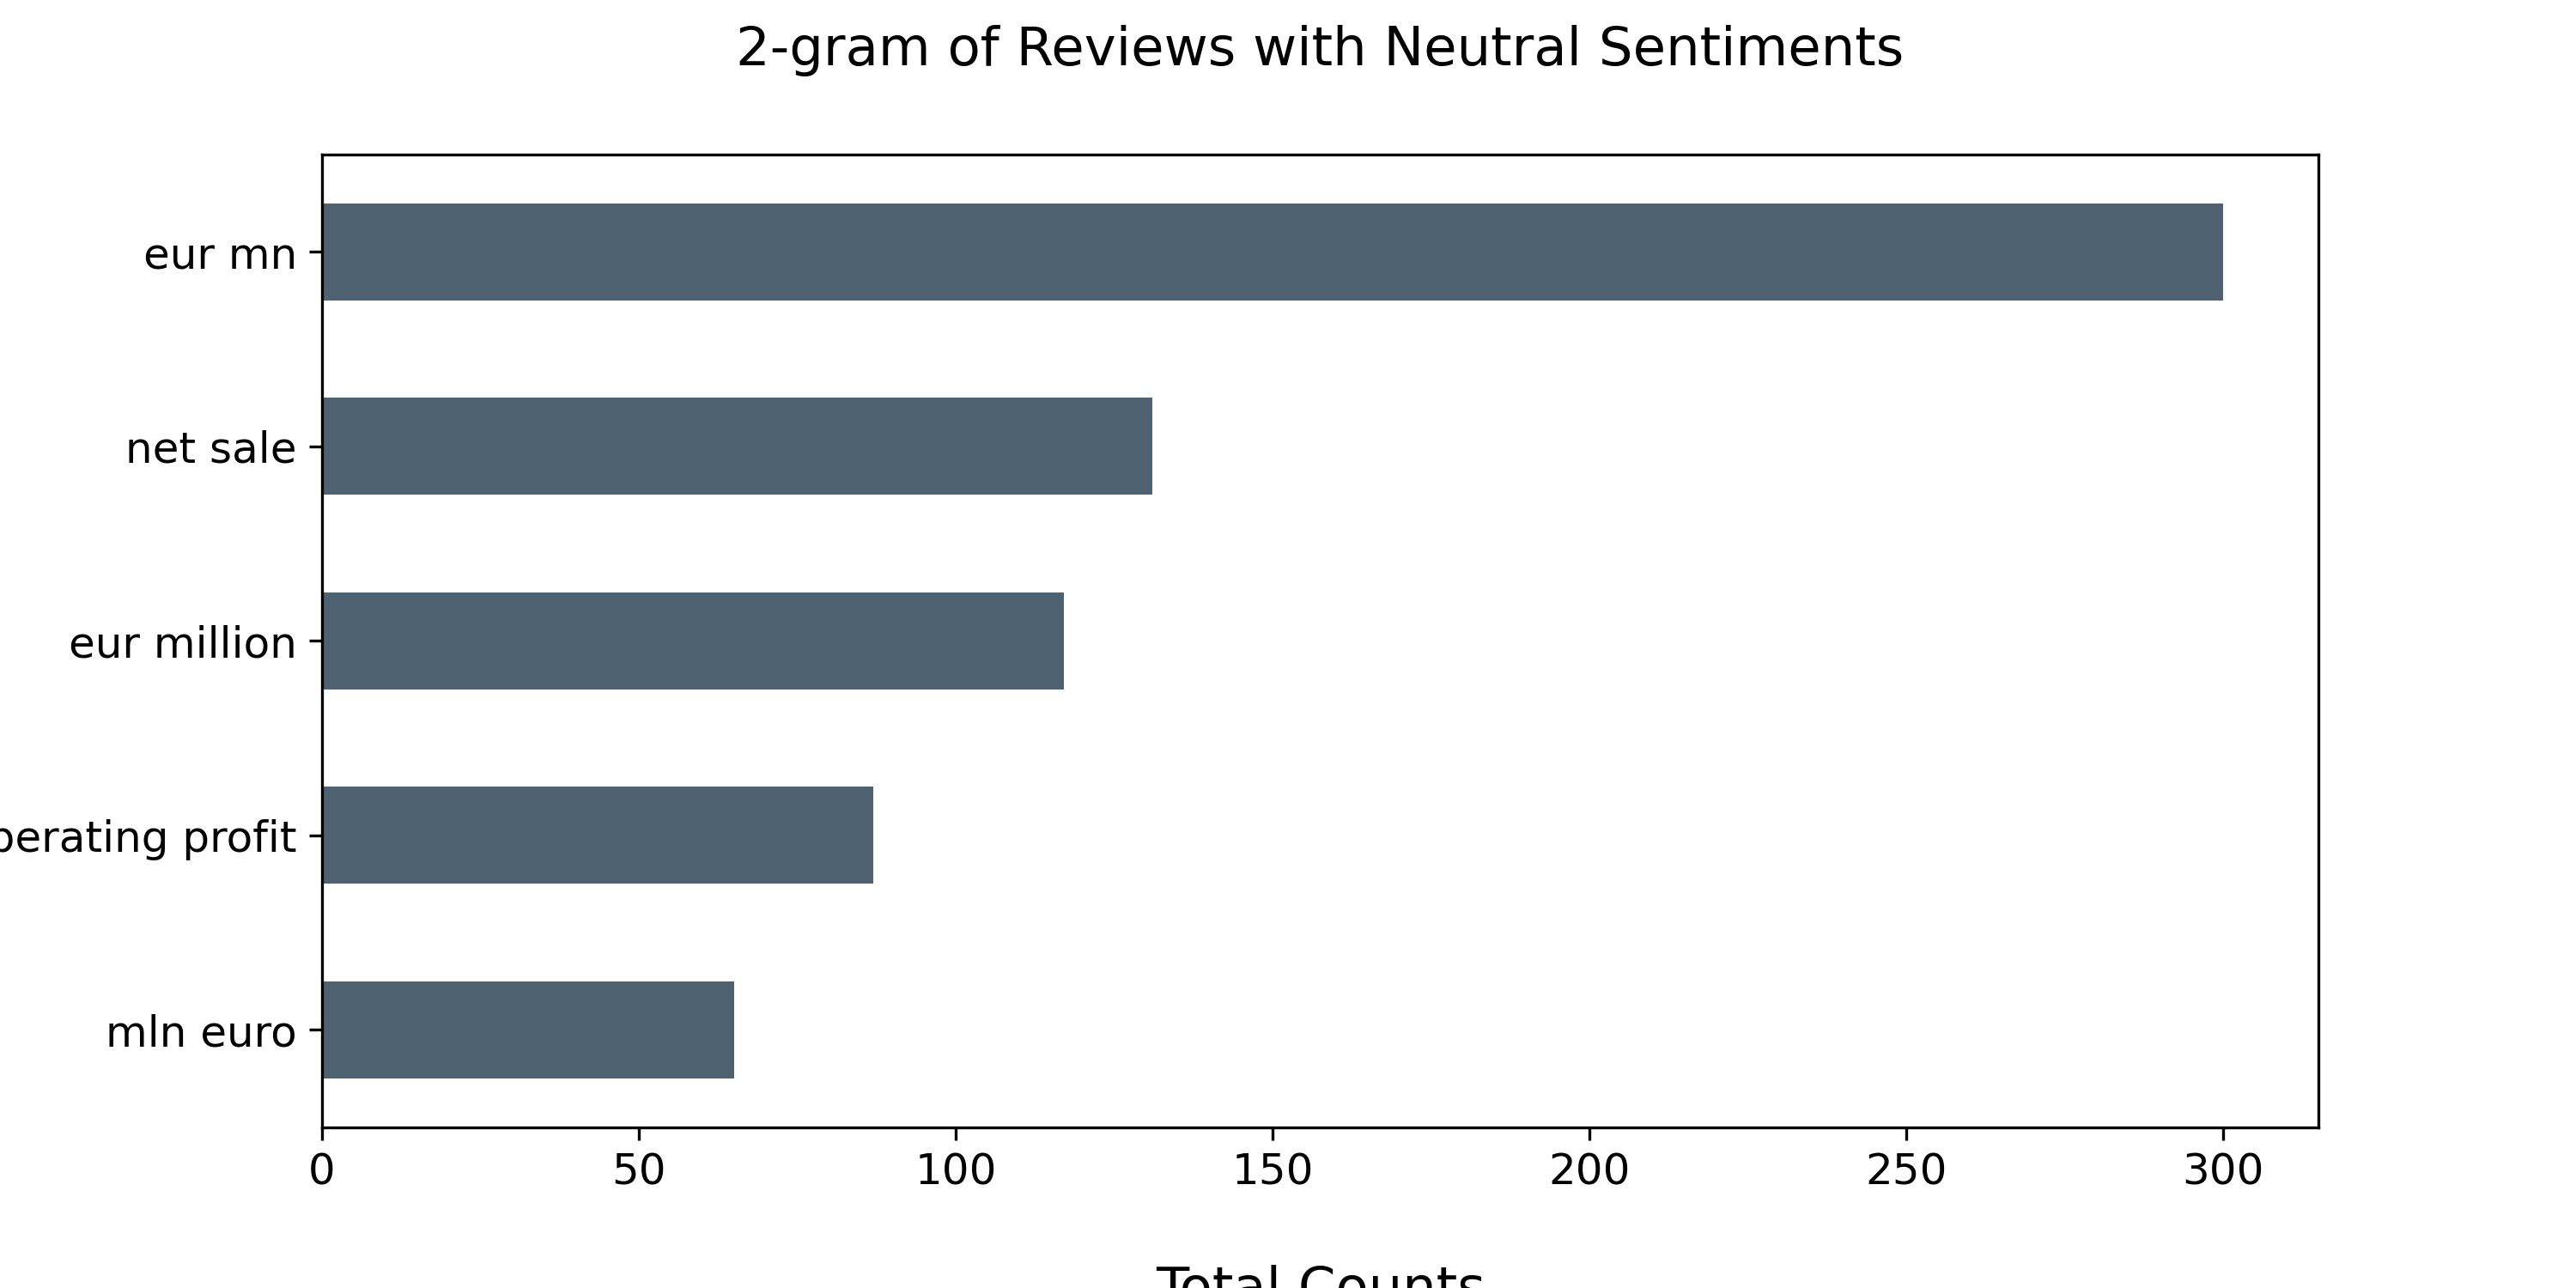 2-gram of Reviews with Neutral Sentiments
eur mn
net sale
eur million
perating profit
mln euro
0 50 100 150 200 250 300
Total Counts